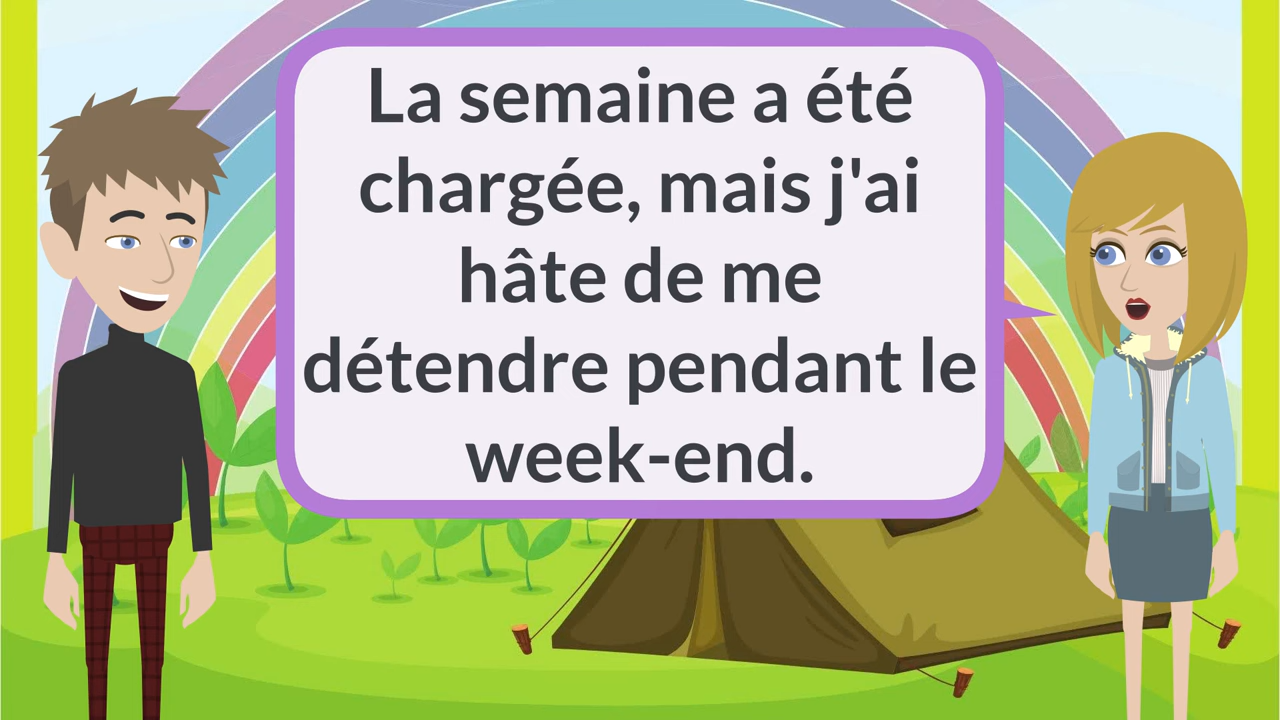 La semaine a été
chargée, mais j'ai
hâte de me
détendre pendant le
week-end.